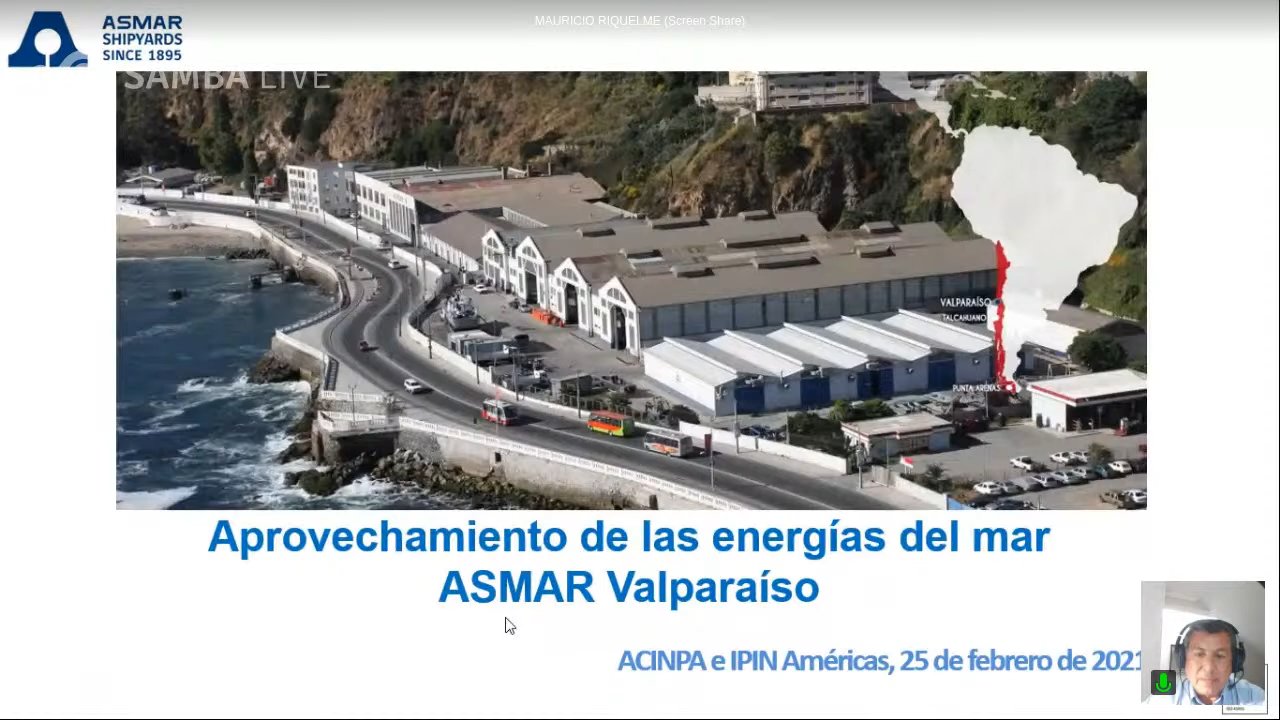 MAURICIO RIQUELME (Screen Share)
ASMAR
SHIPYARDS
SINCE 1895
SAMBA LIVE
VALPARAÍSO
TALCAHUANO
PUNTA ARENAS
Aprovechamiento de las energías del mar
ASMAR Valparaíso
ACINPA e IPIN Américas, 25 de febrero de 2021